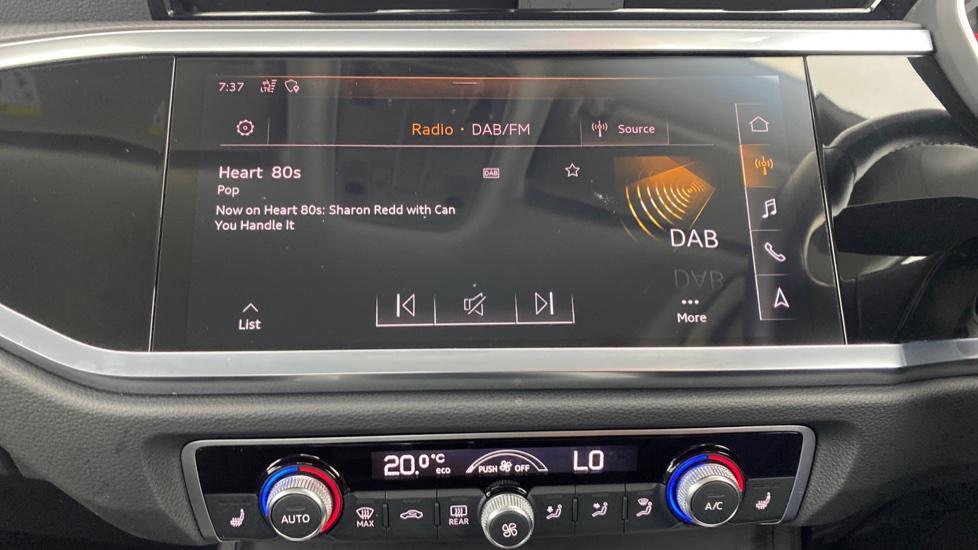 7:37 LTE
Radio · DAB/FM
Source
Heart 80s
DAB
Pop
Now on Heart 80s: Sharon Redd with Can
You Handle It
DAB
List
More
20.0°C
eco
PUSH OFF
LO
AUTO
MAX
REAR
A/C